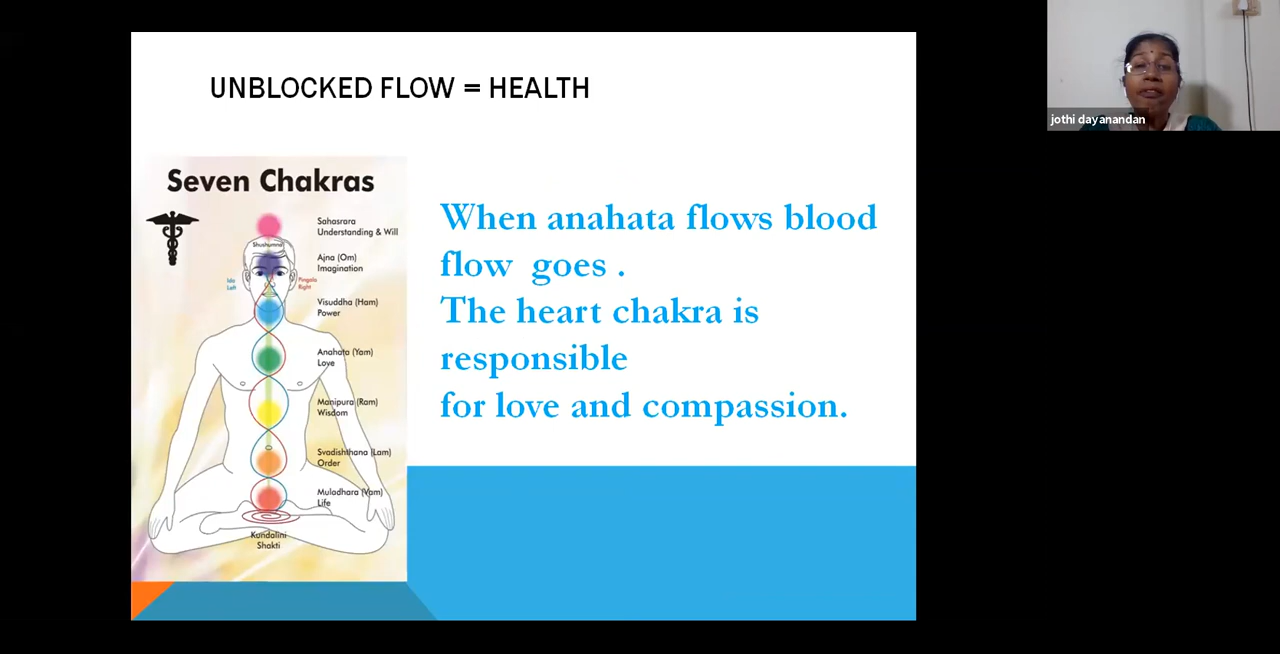 UNBLOCKED FLOW = HEALTH
Seven Chakras
Sahasrara
Understanding & Will
Shushumna
Ajna (Om)
Imagination
Ida
Left
Pingala
Right
Visuddha (Ham)
Power
Anahata (Yam)
Love
Manipura (Ram)
Wisdom
Svadishthana (Lam)
Order
Muladhara (Vam)
Life
Kundalini
Shakti
When anahata flows blood
flow goes .
The heart chakra is
responsible
for love and compassion.
jothi dayanandan